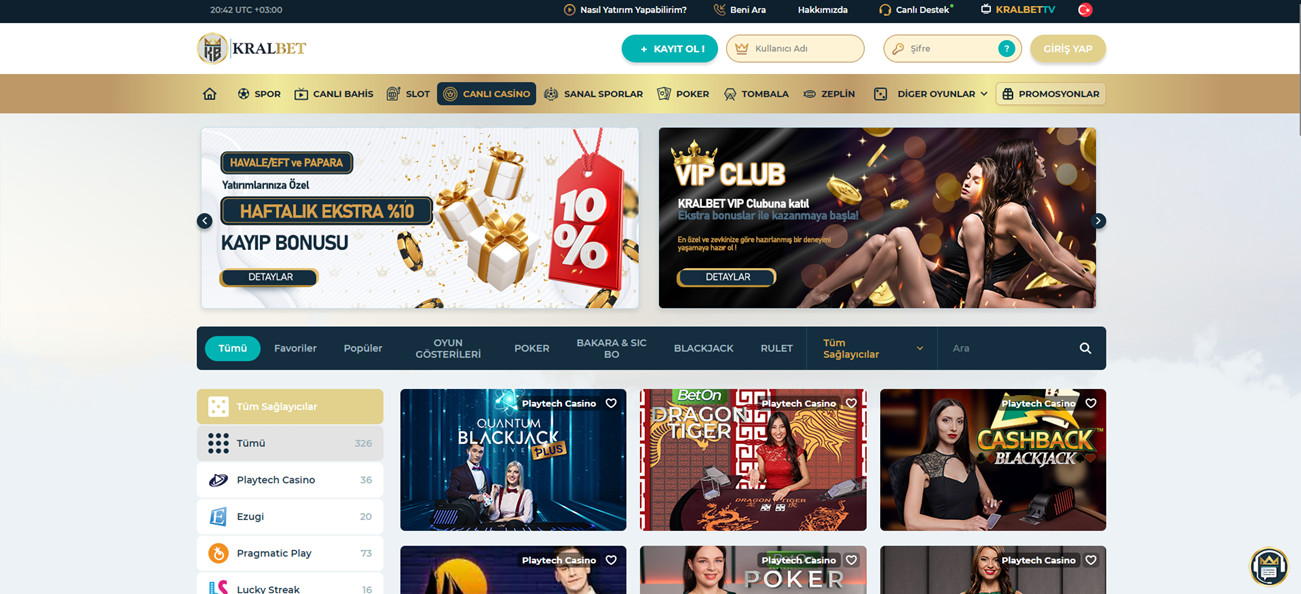 20:42 UTC +03:00
Nasıl Yatırım Yapabilirim?
Beni Ara
Hakkımızda
Canlı Destek
KRALBETTV
KB KRALBET
+ KAYIT OL !
Kullanıcı Adı
Şifre
?
GİRİŞ YAP
SPOR
CANLI BAHİS
SLOT
CANLI CASİNO
SANAL SPORLAR
POKER
TOMBALA
ZEPLİN
DİGER OYUNLAR
PROMOSYONLAR
HAVALE/EFT ve PAPARA
Yatırımlarınıza Özel
HAFTALIK EKSTRA %10
KAYIP BONUSU
DETAYLAR
10
%
VIP CLUB
KRALBET VIP Clubuna katıl
Ekstra bonuslar ile kazanmaya başla!
En özel ve zevkinize göre hazırlanmış bir deneyimi
yaşamaya hazır ol !
DETAYLAR
Tümü
Favoriler
Popüler
OYUN
GÖSTERİLERİ
POKER
BAKARA & SIC
BO
BLACKJACK
RULET
Tüm
Sağlayıcılar
Ara
Tüm Sağlayıcılar
Tümü 326
Playtech Casino 36
Ezugi 20
Pragmatic Play 73
Lucky Streak 16
Playtech Casino
QUANTUM
BLACKJACK
LIVE PLUS
Playtech Casino
BetOn
DRAGON
TIGER
DRAGON TIGER
Playtech Casino
CASHBACK™
BLACKJACK
Playtech Casino
Playtech Casino
POKER
Playtech Casino